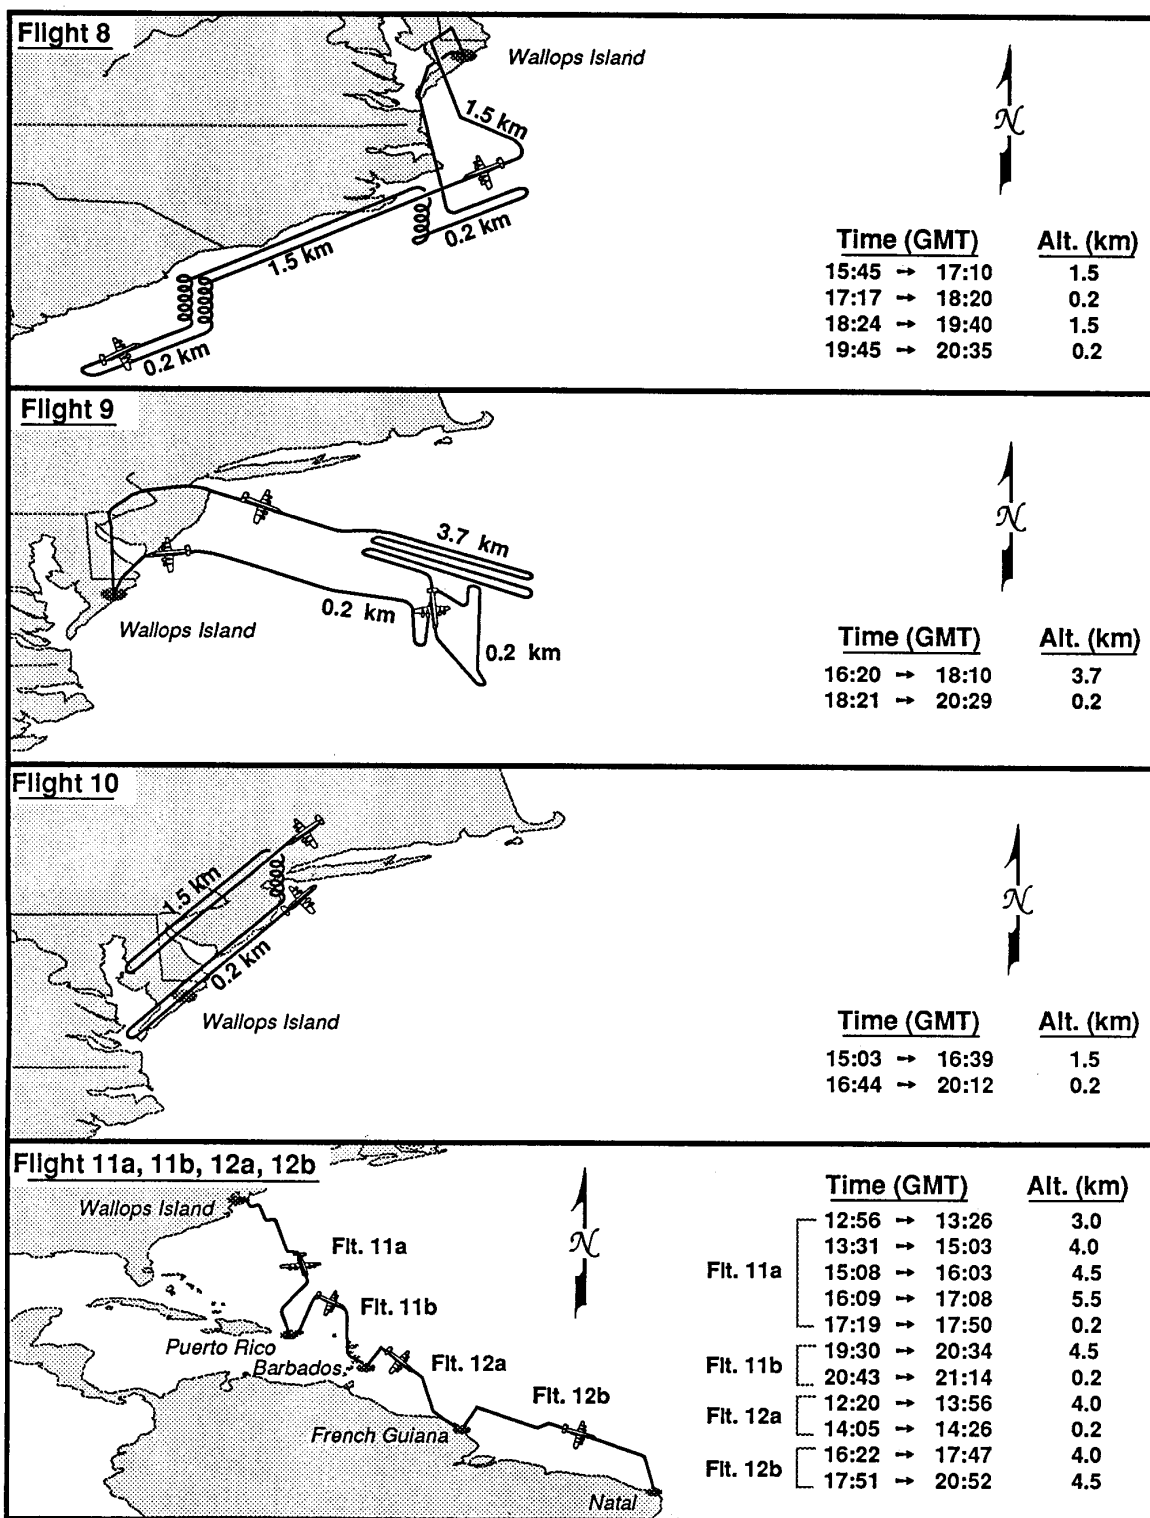 Flight 8
Wallops Island
1.5 km
0.2 km
1.5 km
0.2 km
N
Time (GMT) Alt. (km)
15:45 → 17:10 1.5
17:17 → 18:20 0.2
18:24 → 19:40 1.5
19:45 → 20:35 0.2
Flight 9
3.7 km
0.2 km
0.2 km
Wallops Island
N
Time (GMT) Alt. (km)
16:20 → 18:10 3.7
18:21 → 20:29 0.2
Flight 10
1.5 km
0.2 km
Wallops Island
N
Time (GMT) Alt. (km)
15:03 → 16:39 1.5
16:44 → 20:12 0.2
Flight 11a, 11b, 12a, 12b
Wallops Island
Flt. 11a
Flt. 11b
Puerto Rico
Barbados
Flt. 12a
Flt. 12b
French Guiana
Natal
N
Time (GMT) Alt. (km)
12:56 → 13:26 3.0
13:31 → 15:03 4.0
Flt. 11a 15:08 → 16:03 4.5
16:09 → 17:08 5.5
17:19 → 17:50 0.2
Flt. 11b 19:30 → 20:34 4.5
20:43 → 21:14 0.2
Flt. 12a 12:20 → 13:56 4.0
14:05 → 14:26 0.2
Flt. 12b 16:22 → 17:47 4.0
17:51 → 20:52 4.5